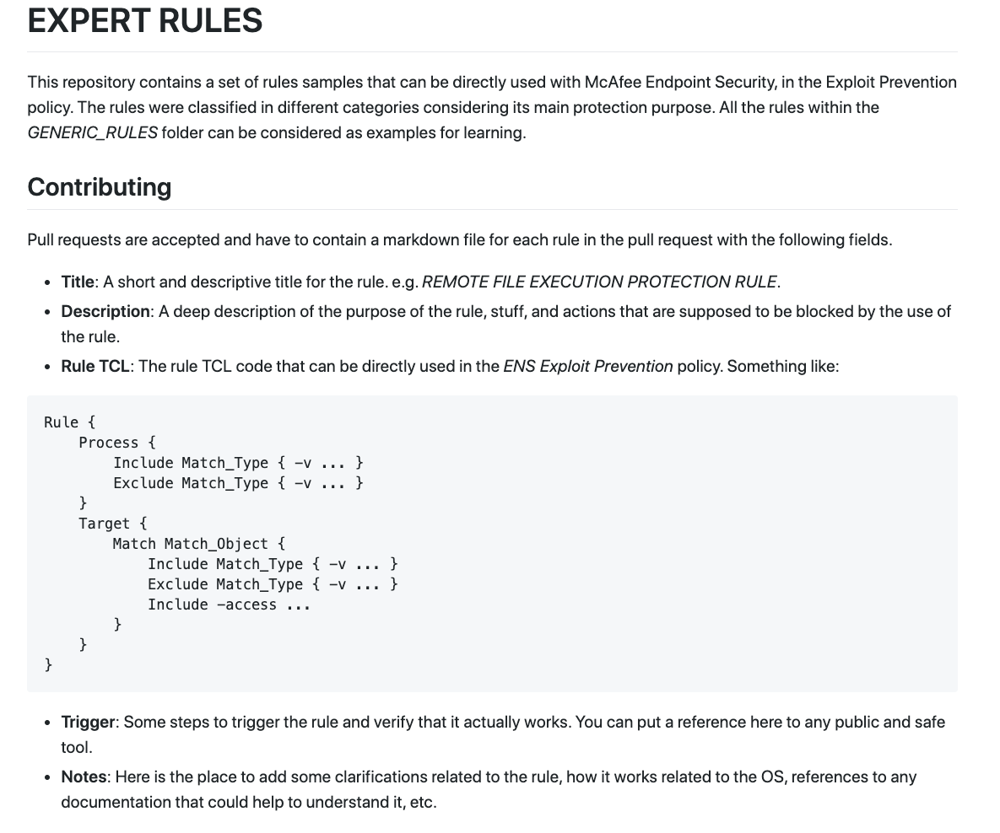 EXPERT RULES
This repository contains a set of rules samples that can be directly used with McAfee Endpoint Security, in the Exploit Prevention
policy. The rules were classified in different categories considering its main protection purpose. All the rules within the
GENERIC_RULES folder can be considered as examples for learning.
Contributing
Pull requests are accepted and have to contain a markdown file for each rule in the pull request with the following fields.
• Title: A short and descriptive title for the rule. e.g. REMOTE FILE EXECUTION PROTECTION RULE.
• Description: A deep description of the purpose of the rule, stuff, and actions that are supposed to be blocked by the use of
the rule.
• Rule TCL: The rule TCL code that can be directly used in the ENS Exploit Prevention policy. Something like:
Rule {
    Process {
        Include Match_Type { -v ... }
        Exclude Match_Type { -v ... }
    }
    Target {
        Match Match_Object {
            Include Match_Type { -v ... }
            Exclude Match_Type { -v ... }
            Include -access ...
        }
    }
}
• Trigger: Some steps to trigger the rule and verify that it actually works. You can put a reference here to any public and safe
tool.
• Notes: Here is the place to add some clarifications related to the rule, how it works related to the OS, references to any
documentation that could help to understand it, etc.